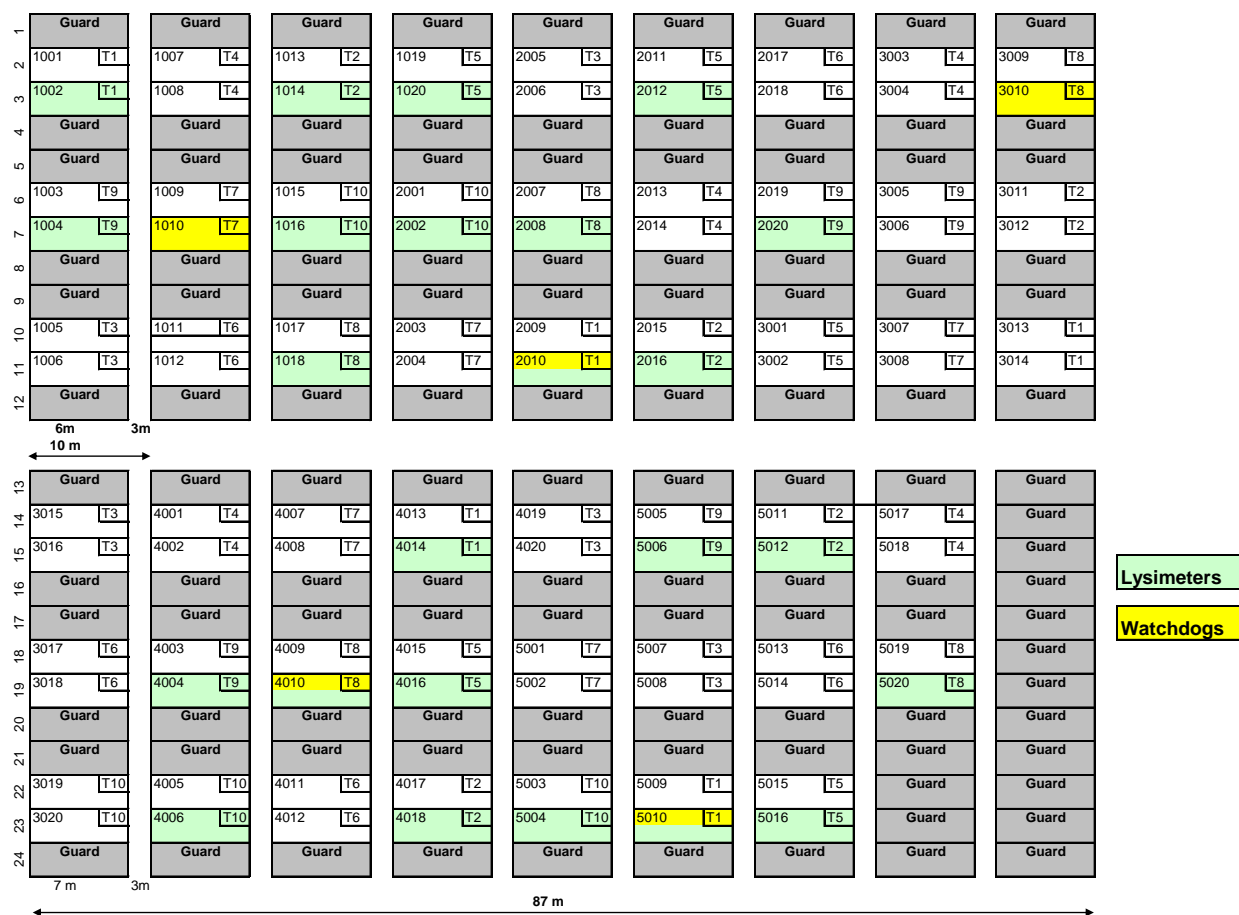 1 Guard Guard Guard Guard Guard Guard Guard Guard Guard
2 1001 T1 1007 T4 1013 T2 1019 T5 2005 T3 2011 T5 2017 T6 3003 T4 3009 T8
3 1002 T1 1008 T4 1014 T2 1020 T5 2006 T3 2012 T5 2018 T6 3004 T4 3010 T8
4 Guard Guard Guard Guard Guard Guard Guard Guard Guard
5
6 1003 T9 1009 T7 1015 T10 2001 T10 2007 T8 2013 T4 2019 T9 3005 T9 3011 T2
7 1004 T9 1010 T7 1016 T10 2002 T10 2008 T8 2014 T4 2020 T9 3006 T9 3012 T2
8 Guard Guard Guard Guard Guard Guard Guard Guard Guard
9 Guard Guard Guard Guard Guard Guard Guard Guard Guard
10 1005 T3 1011 T6 1017 T8 2003 T7 2009 T1 2015 T2 3001 T5 3007 T7 3013 T1
11 1006 T3 1012 T6 1018 T8 2004 T7 2010 T1 2016 T2 3002 T5 3008 T7 3014 T1
12 Guard Guard Guard Guard Guard Guard Guard Guard Guard
6m 3m
10 m
13 Guard Guard Guard Guard Guard Guard Guard Guard Guard
14 3015 T3 4001 T4 4007 T7 4013 T1 4019 T3 5005 T9 5011 T2 5017 T4 Guard
15 3016 T3 4002 T4 4008 T7 4014 T1 4020 T3 5006 T9 5012 T2 5018 T4 Guard
16 Guard Guard Guard Guard Guard Guard Guard Guard Guard
17 Guard Guard Guard Guard Guard Guard Guard Guard Guard
18 3017 T6 4003 T9 4009 T8 4015 T5 5001 T7 5007 T3 5013 T6 5019 T8 Guard
19 3018 T6 4004 T9 4010 T8 4016 T5 5002 T7 5008 T3 5014 T6 5020 T8 Guard
20 Guard Guard Guard Guard Guard Guard Guard Guard Guard
21 Guard Guard Guard Guard Guard Guard Guard Guard Guard
22 3019 T10 4005 T10 4011 T6 4017 T2 5003 T10 5009 T1 5015 T5 Guard Guard
23 3020 T10 4006 T10 4012 T6 4018 T2 5004 T10 5010 T1 5016 T5 Guard Guard
24 Guard Guard Guard Guard Guard Guard Guard Guard Guard
7 m 3m
87 m
Lysimeters
Watchdogs